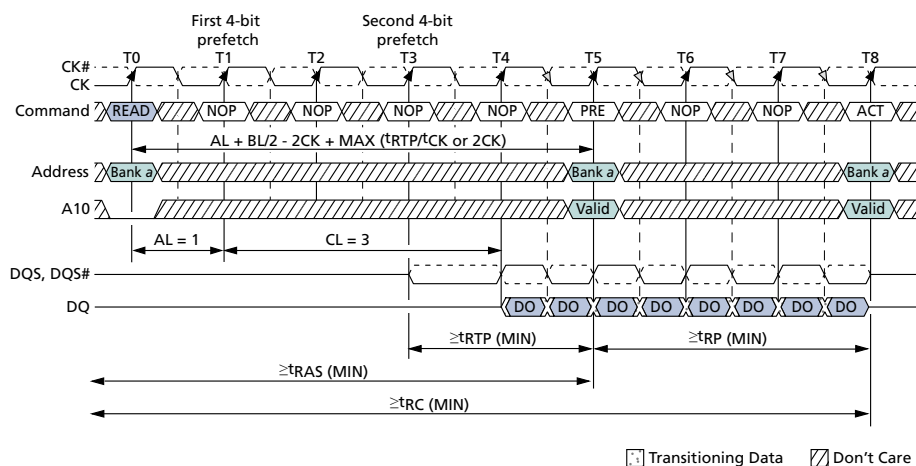 First 4-bit prefetch
Second 4-bit prefetch
T0 T1 T2 T3 T4 T5 T6 T7 T8
CK#
CK
Command READ NOP NOP NOP NOP PRE NOP NOP ACT
AL + BL/2 - 2CK + MAX (tRTP/tCK or 2CK)
Address Bank a Bank a Bank a
A10 Valid Valid
AL = 1 CL = 3
DQS, DQS#
DQ DO DO DO DO DO DO DO DO
≥tRTP (MIN) ≥tRP (MIN)
≥tRAS (MIN)
≥tRC (MIN)
Transitioning Data Don't Care